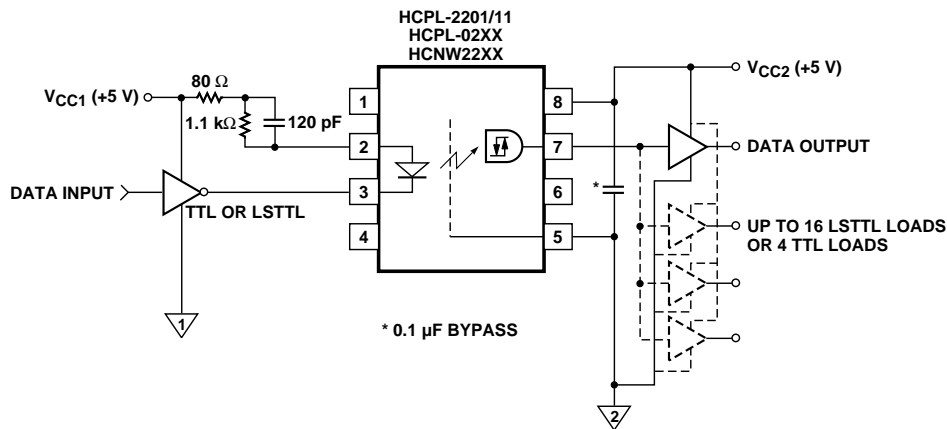 HCPL-2201/11
HCPL-02XX
HCNW22XX
80 Ω
VCC1 (+5 V)
1.1 kΩ
120 pF
1
2
3
4
8
7
6
5
VCC2 (+5 V)
DATA INPUT
TTL OR LSTTL
DATA OUTPUT
*
UP TO 16 LSTTL LOADS
OR 4 TTL LOADS
1
* 0.1 µF BYPASS
2